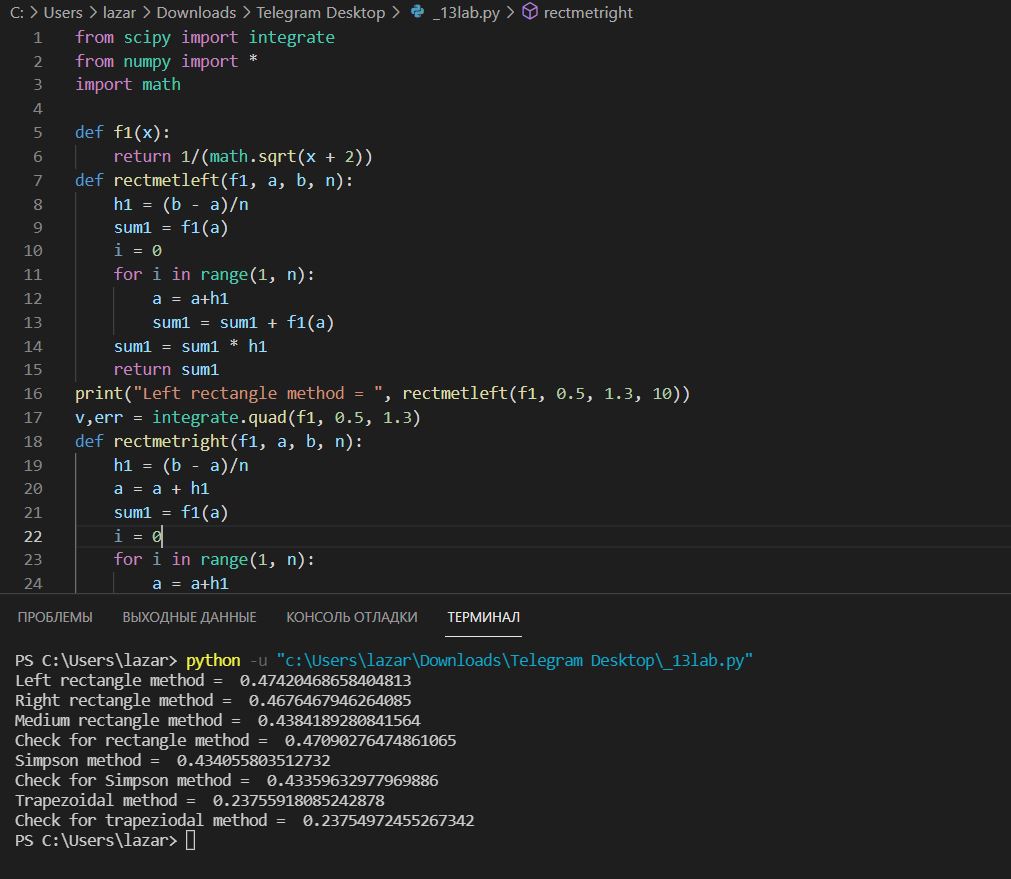 C: > Users > lazar > Downloads > Telegram Desktop > _13lab.py > rectmetright
1 from scipy import integrate
2 from numpy import *
3 import math
4
5 def f1(x):
6     return 1/(math.sqrt(x + 2))
7 def rectmetleft(f1, a, b, n):
8     h1 = (b - a)/n
9     sum1 = f1(a)
10     i = 0
11     for i in range(1, n):
12         a = a+h1
13         sum1 = sum1 + f1(a)
14     sum1 = sum1 * h1
15     return sum1
16 print("Left rectangle method = ", rectmetleft(f1, 0.5, 1.3, 10))
17 v,err = integrate.quad(f1, 0.5, 1.3)
18 def rectmetright(f1, a, b, n):
19     h1 = (b - a)/n
20     a = a + h1
21     sum1 = f1(a)
22     i = 0
23     for i in range(1, n):
24         a = a+h1
ПРОБЛЕМЫ ВЫХОДНЫЕ ДАННЫЕ КОНСОЛЬ ОТЛАДКИ ТЕРМИНАЛ
PS C:\Users\lazar> python -u "c:\Users\lazar\Downloads\Telegram Desktop\_13lab.py"
Left rectangle method =  0.47420468658404813
Right rectangle method =  0.4676467946264085
Medium rectangle method =  0.4384189280841564
Check for rectangle method =  0.47090276474861065
Simpson method =  0.434055803512732
Check for Simpson method =  0.43359632977969886
Trapezoidal method =  0.23755918085242878
Check for trapeziodal method =  0.23754972455267342
PS C:\Users\lazar>